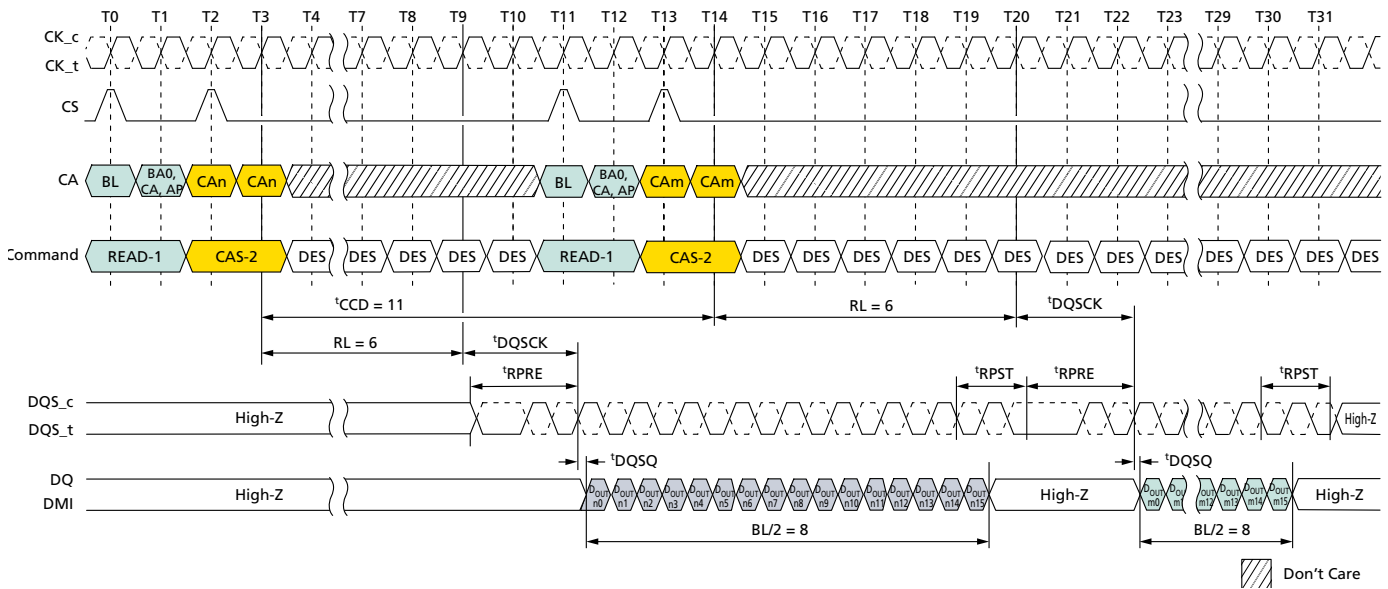 T0 T1 T2 T3 T4 T7 T8 T9 T10 T11 T12 T13 T14 T15 T16 T17 T18 T19 T20 T21 T22 T23 T29 T30 T31
CK_c
CK_t
CS
CA BL BA0, CA, AP CAn CAn BL BA0, CA, AP CAm CAm
Command READ-1 CAS-2 DES DES DES DES DES READ-1 CAS-2 DES DES DES DES DES DES DES DES DES DES DES DES DES
tCCD = 11 RL = 6 tDQSCK
RL = 6 tDQSCK
tRPRE tRPST tRPRE tRPST
DQS_c
DQS_t
High-Z High-Z
tDQSQ tDQSQ
DQ
DMI
High-Z DOUT n0 DOUT n1 DOUT n2 DOUT n3 DOUT n4 DOUT n5 DOUT n6 DOUT n7 DOUT n8 DOUT n9 DOUT n10 DOUT n11 DOUT n12 DOUT n13 DOUT n14 DOUT n15 High-Z DOUT m0 DOUT m12 DOUT m13 DOUT m14 DOUT m15 High-Z
BL/2 = 8 BL/2 = 8
Don't Care